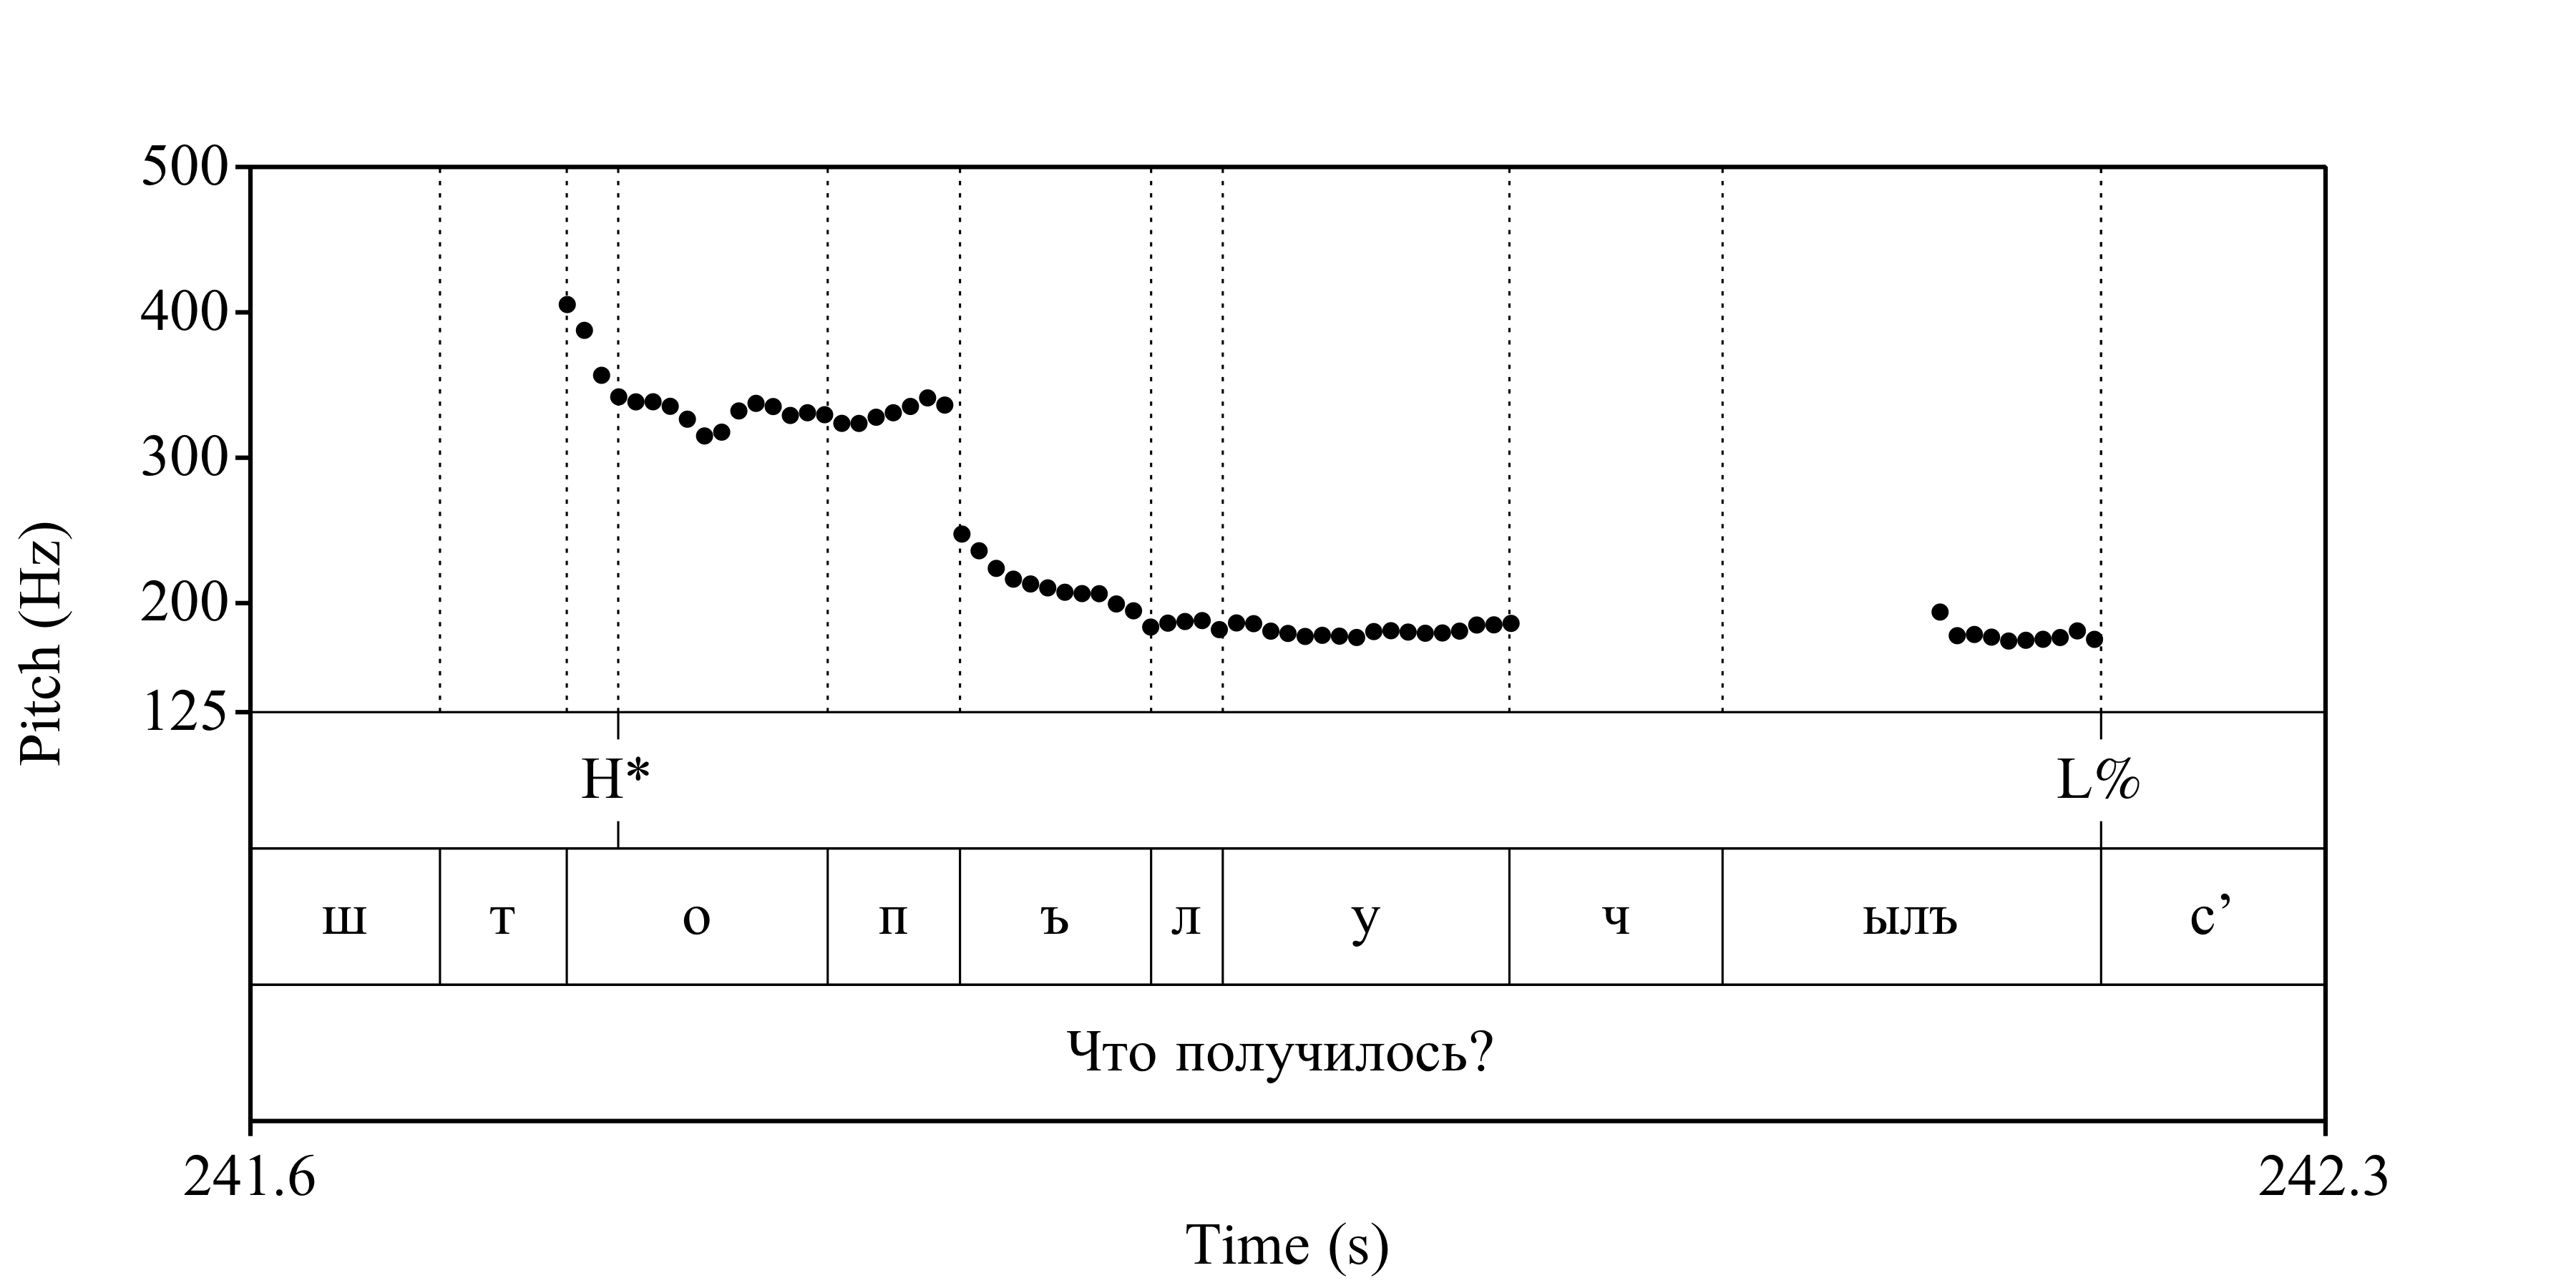 500
400
300
200
125
Pitch (Hz)
H* L%
ш т о п ъ л у ч ылъ с’
Что получилось?
241.6 242.3
Time (s)